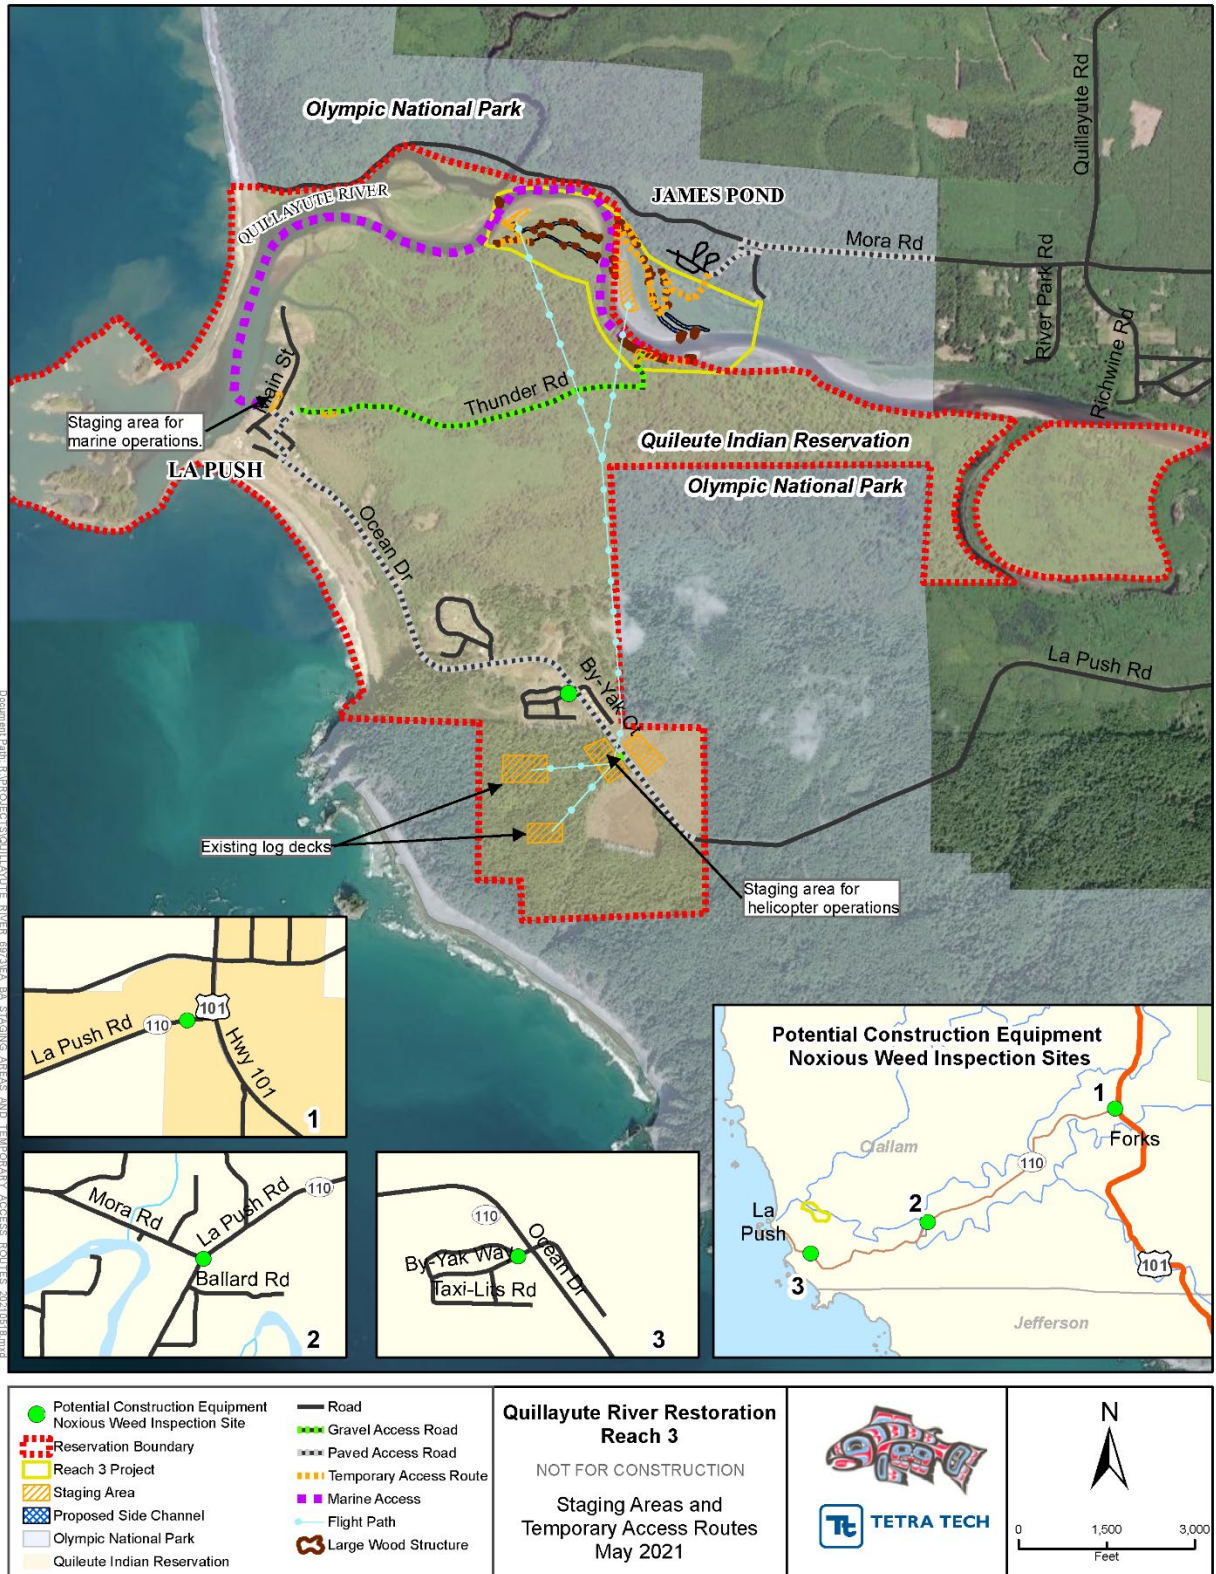 Olympic National Park
Quillayute Rd
QUILLAYUTE RIVER
JAMES POND
Mora Rd
River Park Rd
Richwine Rd
Main St
Thunder Rd
Staging area for
marine operations.
LA PUSH
Quileute Indian Reservation
Olympic National Park
Ocean Dr
La Push Rd
By-Yak Ct
Existing log decks
Staging area for
helicopter operations
101
La Push Rd
110
Hwy 101
1
Mora Rd
La Push Rd
110
Ballard Rd
2
110
Ocean Dr
By-Yak Way
Taxi-Lits Rd
3
Potential Construction Equipment
Noxious Weed Inspection Sites
1
Forks
Clallam
110
2
La
Push
3
101
Jefferson
Potential Construction Equipment
Noxious Weed Inspection Site
Reservation Boundary
Reach 3 Project
Staging Area
Proposed Side Channel
Olympic National Park
Quileute Indian Reservation
Road
Gravel Access Road
Paved Access Road
Temporary Access Route
Marine Access
Flight Path
Large Wood Structure
Quillayute River Restoration
Reach 3
NOT FOR CONSTRUCTION
Staging Areas and
Temporary Access Routes
May 2021
Tt TETRA TECH
N
0 1,500 3,000
Feet